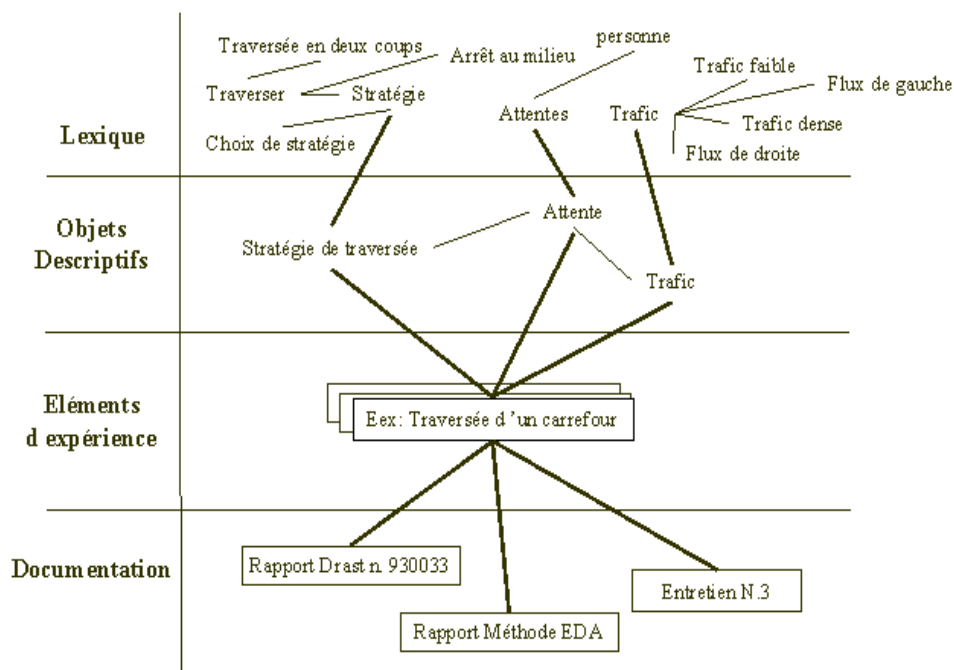 Traversée en deux coups
personne
Arrêt au milieu
Trafic faible
Flux de gauche
Traverser
Stratégie
Attentes
Trafic
Trafic dense
Lexique
Choix de stratégie
Flux de droite
Objets
Descriptifs
Attente
Stratégie de traversée
Trafic
Eléments
d expérience
Eex: Traversée d ’un carrefour
Documentation
Rapport Drast n. 930033
Entretien N.3
Rapport Méthode EDA